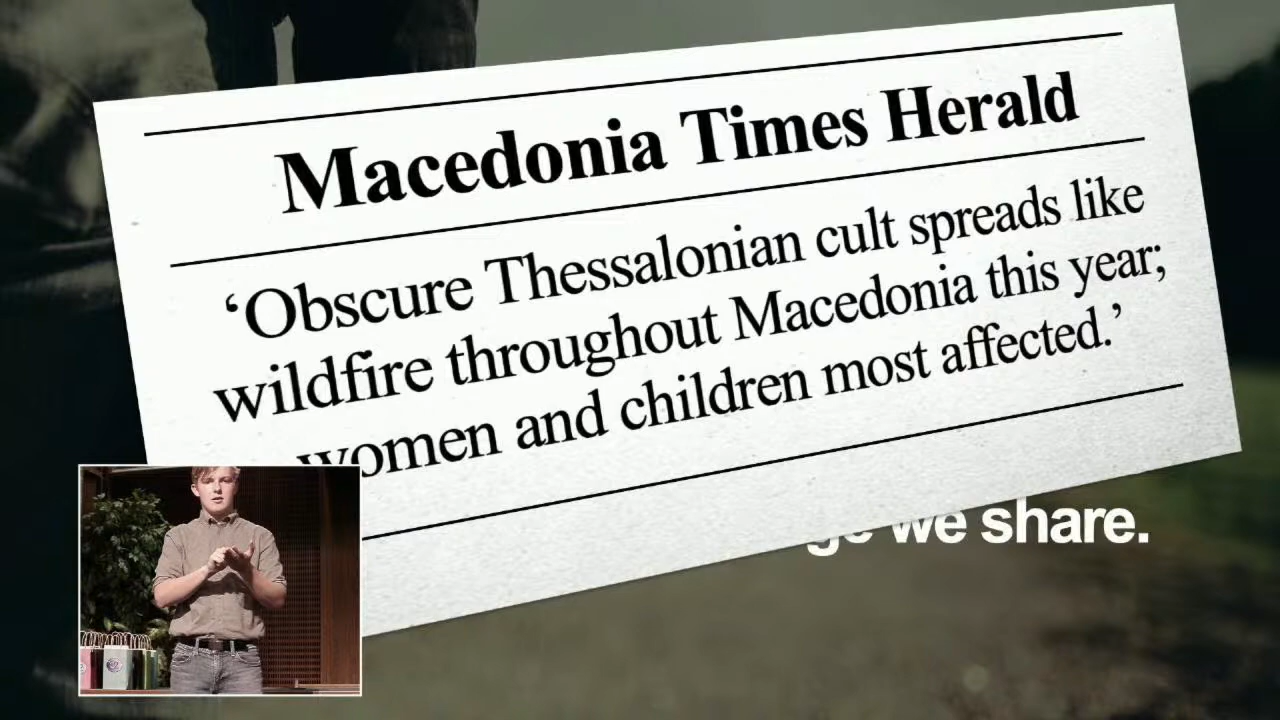 Macedonia Times Herald
‘Obscure Thessalonian cult spreads like
wildfire throughout Macedonia this year;
women and children most affected.’
we share.